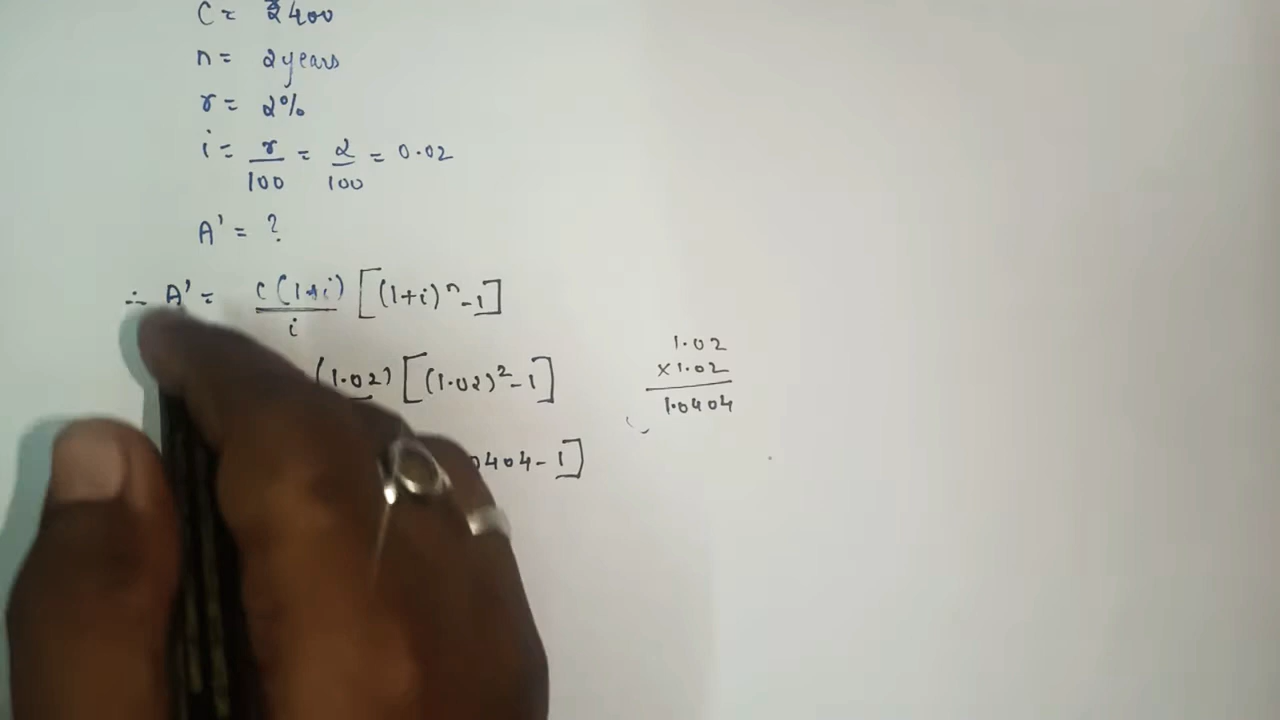 C = ₹400
n = 2 years
r = 2%
i = r/100 = 2/100 = 0.02
A' = ?
∴ A' = C(1+i)/i [(1+i)ⁿ - 1]
(1.02) [(1.02)² - 1]
0404 - 1]
1.02
×1.02
1.0404